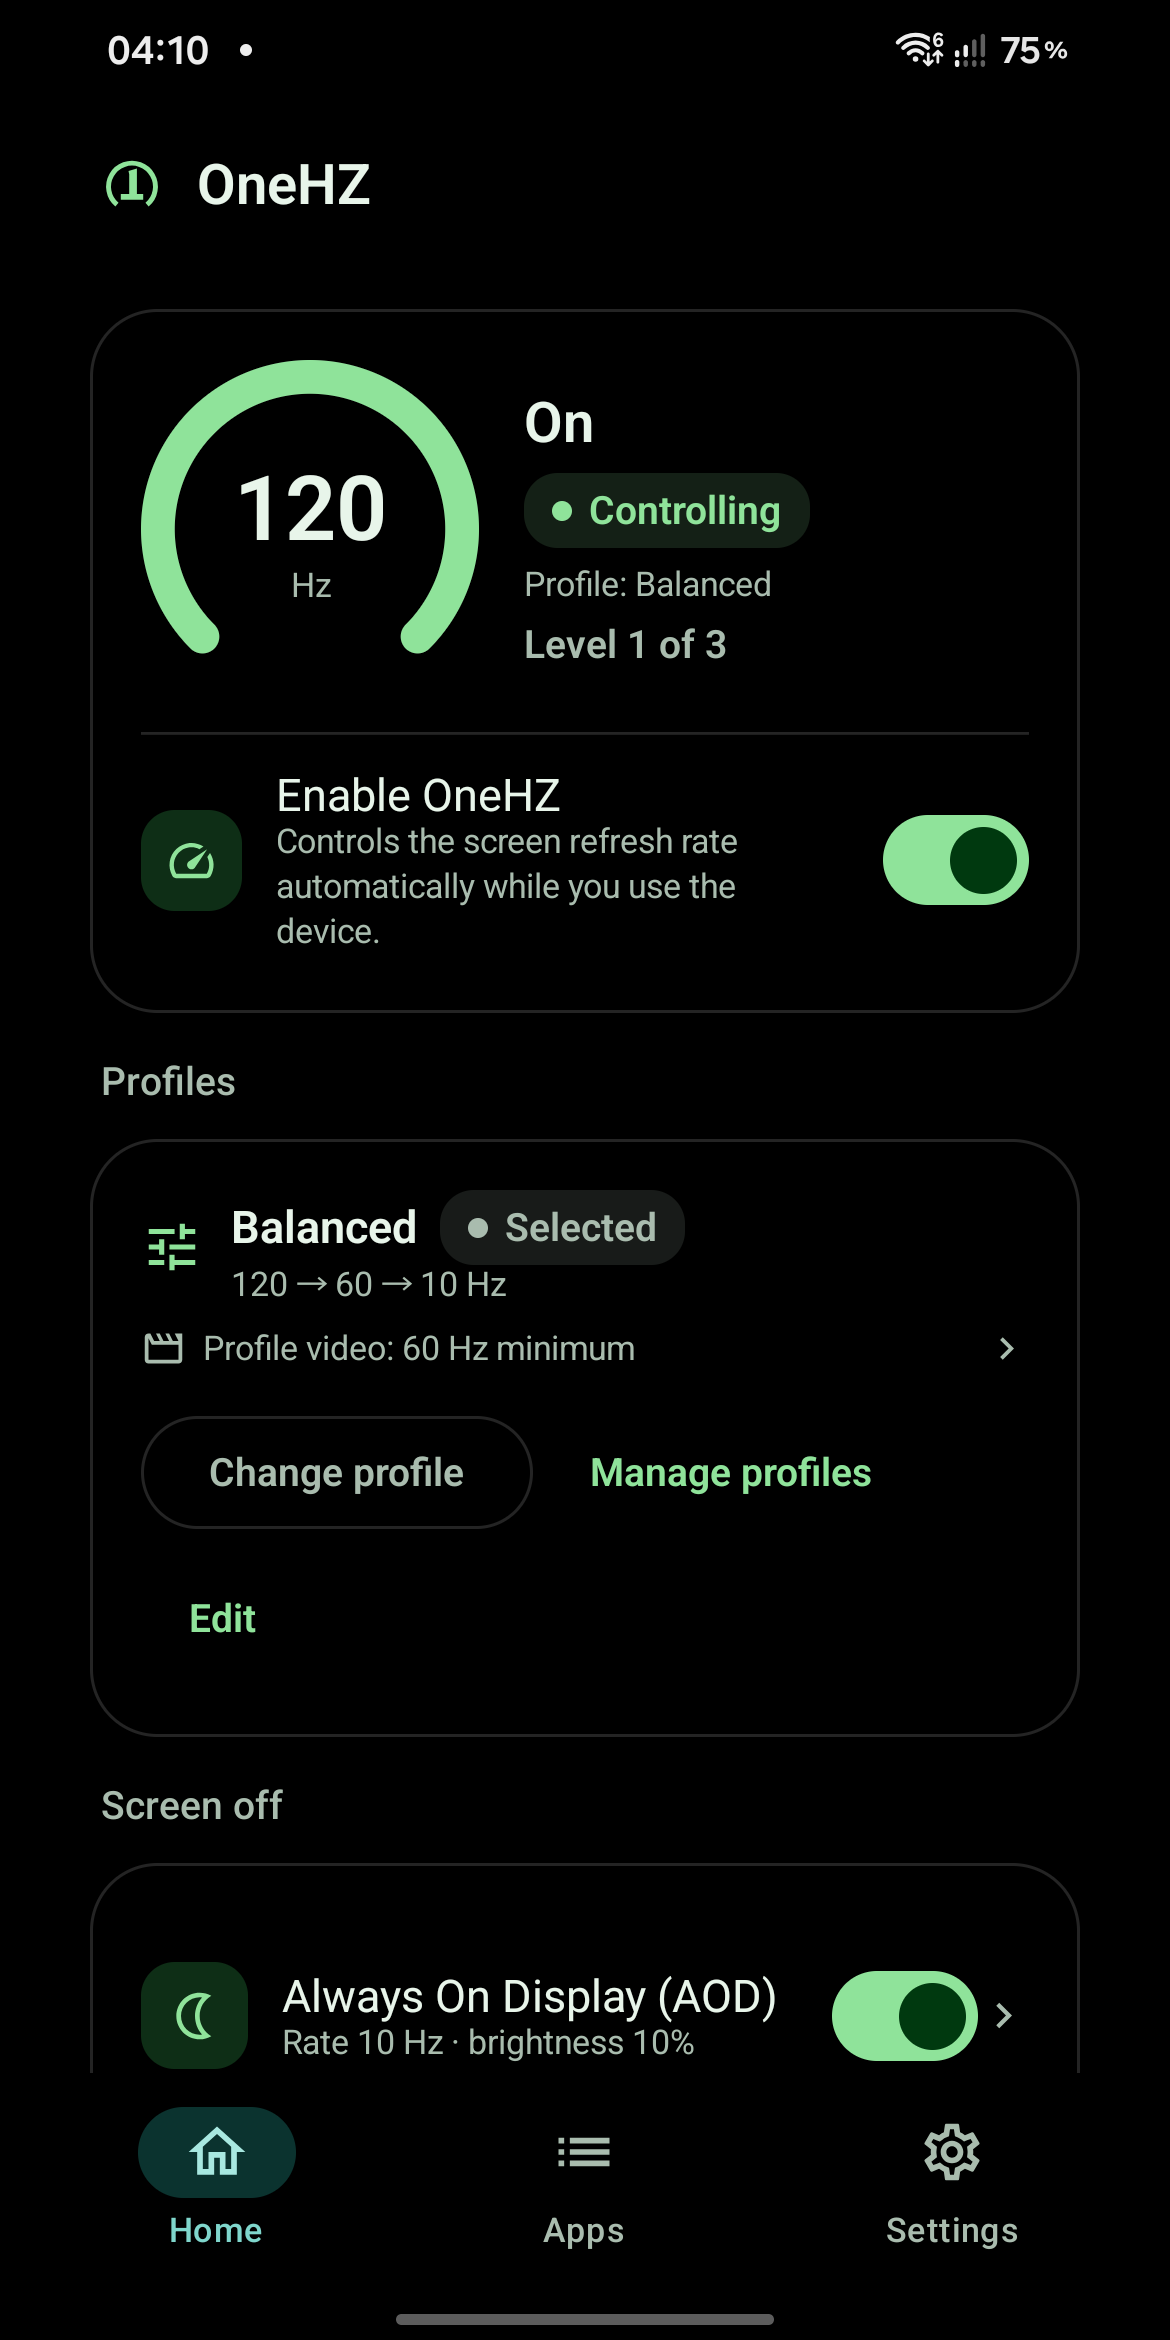 04:10
6
75%
1 OneHZ
120
Hz
On
Controlling
Profile: Balanced
Level 1 of 3
Enable OneHZ
Controls the screen refresh rate
automatically while you use the
device.
Profiles
Balanced
Selected
120 → 60 → 10 Hz
Profile video: 60 Hz minimum
Change profile
Manage profiles
Edit
Screen off
Always On Display (AOD)
Rate 10 Hz · brightness 10%
Home
Apps
Settings